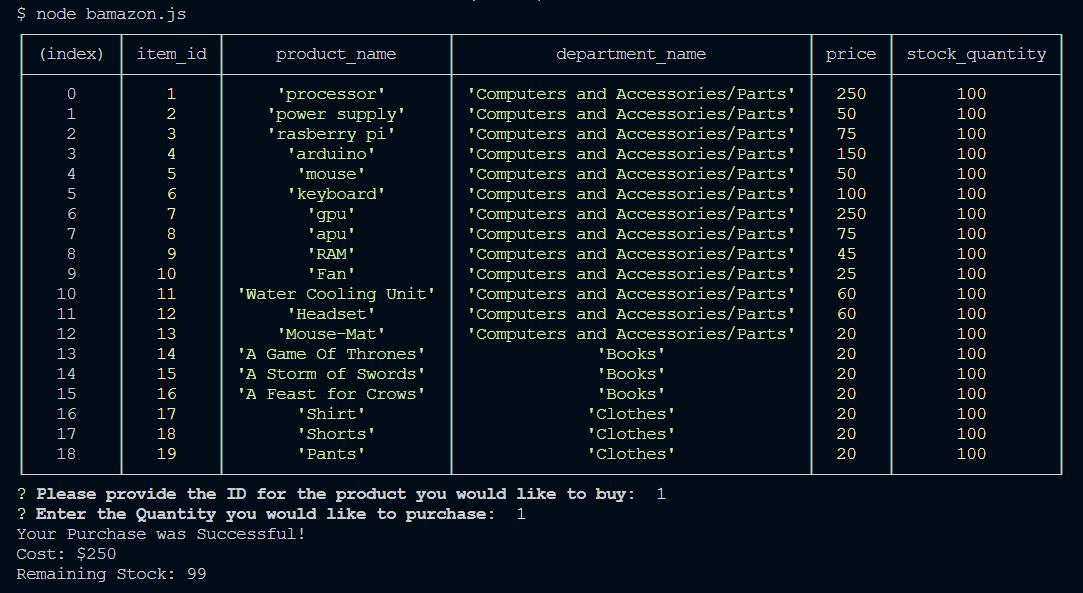 $ node bamazon.js
(index) item_id product_name department_name price stock_quantity
0 1 'processor' 'Computers and Accessories/Parts' 250 100
1 2 'power supply' 'Computers and Accessories/Parts' 50 100
2 3 'rasberry pi' 'Computers and Accessories/Parts' 75 100
3 4 'arduino' 'Computers and Accessories/Parts' 150 100
4 5 'mouse' 'Computers and Accessories/Parts' 50 100
5 6 'keyboard' 'Computers and Accessories/Parts' 100 100
6 7 'gpu' 'Computers and Accessories/Parts' 250 100
7 8 'apu' 'Computers and Accessories/Parts' 75 100
8 9 'RAM' 'Computers and Accessories/Parts' 45 100
9 10 'Fan' 'Computers and Accessories/Parts' 25 100
10 11 'Water Cooling Unit' 'Computers and Accessories/Parts' 60 100
11 12 'Headset' 'Computers and Accessories/Parts' 60 100
12 13 'Mouse-Mat' 'Computers and Accessories/Parts' 20 100
13 14 'A Game Of Thrones' 'Books' 20 100
14 15 'A Storm of Swords' 'Books' 20 100
15 16 'A Feast for Crows' 'Books' 20 100
16 17 'Shirt' 'Clothes' 20 100
17 18 'Shorts' 'Clothes' 20 100
18 19 'Pants' 'Clothes' 20 100
? Please provide the ID for the product you would like to buy: 1
? Enter the Quantity you would like to purchase: 1
Your Purchase was Successful!
Cost: $250
Remaining Stock: 99